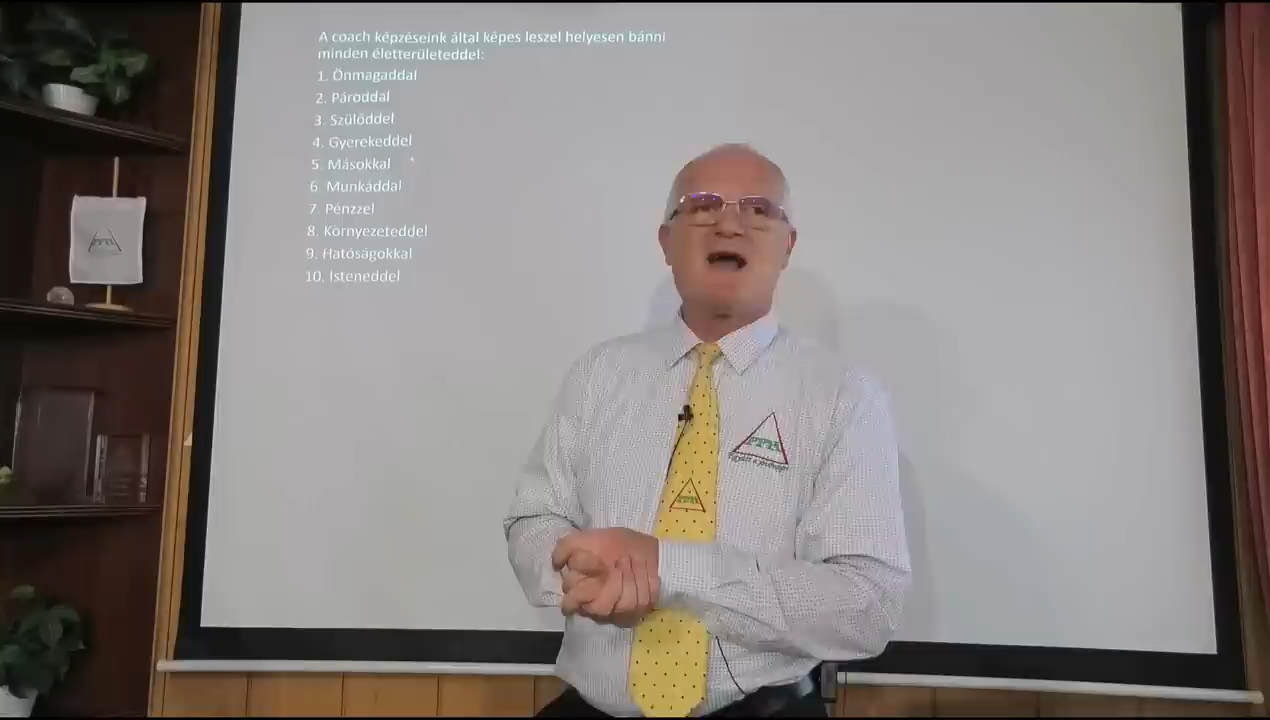 A coach képzéseink által képes leszel helyesen bánni
minden életterületeddel:
1. Önmagaddal
2. Pároddal
3. Szülőddel
4. Gyerekeddel
5. Másokkal
6. Munkáddal
7. Pénzzel
8. Környezeteddel
9. Hatóságokkal
10. Isteneddel